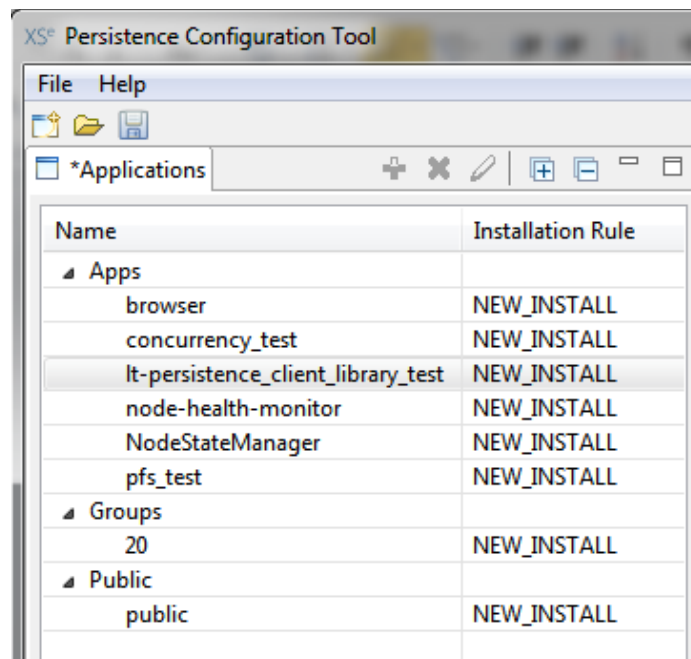 XSe Persistence Configuration Tool
File Help
*Applications
Name Installation Rule
Apps
browser NEW_INSTALL
concurrency_test NEW_INSTALL
lt-persistence_client_library_test NEW_INSTALL
node-health-monitor NEW_INSTALL
NodeStateManager NEW_INSTALL
pfs_test NEW_INSTALL
Groups
20 NEW_INSTALL
Public
public NEW_INSTALL